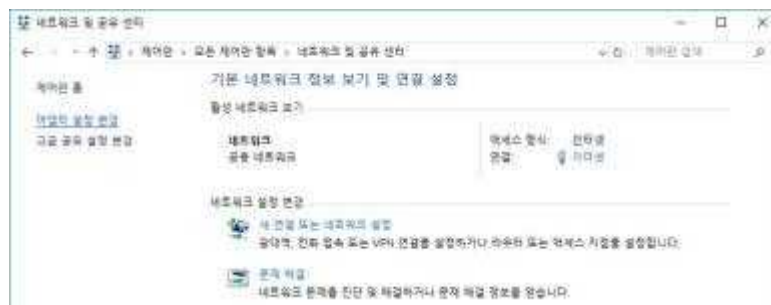 네트워크 및 공유 센터
제어판 › 모든 제어판 항목 › 네트워크 및 공유 센터
제어판 검색
제어판 홈
어댑터 설정 변경
고급 공유 설정 변경
기본 네트워크 정보 보기 및 연결 설정
활성 네트워크 보기
네트워크
공용 네트워크
액세스 형식: 인터넷
연결: 이더넷
네트워크 설정 변경
새 연결 또는 네트워크 설정
광대역, 전화 접속 또는 VPN 연결을 설정하거나 라우터 또는 액세스 지점을 설정합니다.
문제 해결
네트워크 문제를 진단 및 해결하거나 문제 해결 정보를 얻습니다.